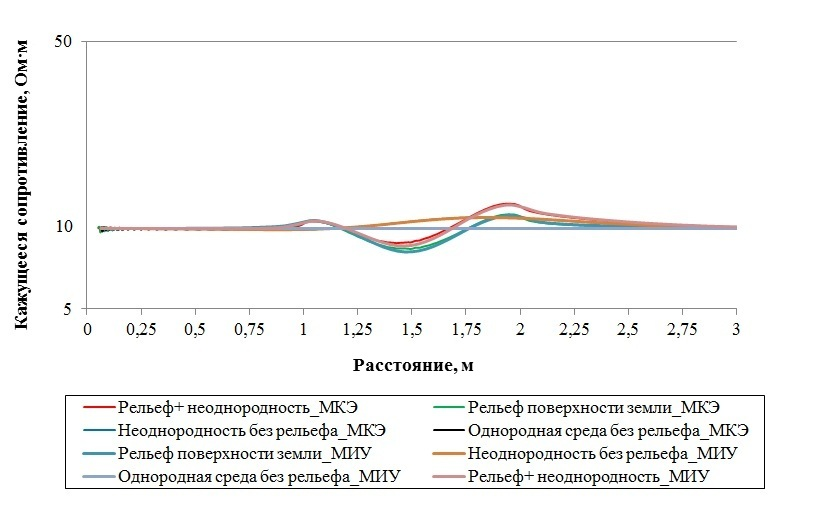 Кажущееся сопротивление, Ом·м
50
10
5
0 0,25 0,5 0,75 1 1,25 1,5 1,75 2 2,25 2,5 2,75 3
Расстояние, м
Рельеф+ неоднородность_МКЭ Рельеф поверхности земли_МКЭ
Неоднородность без рельефа_МКЭ Однородная среда без рельефа_МКЭ
Рельеф поверхности земли_МИУ Неоднородность без рельефа_МИУ
Однородная среда без рельефа_МИУ Рельеф+ неоднородность_МИУ